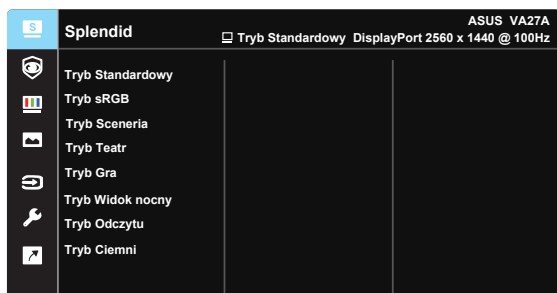 S
Splendid
ASUS VA27A
Tryb Standardowy DisplayPort 2560 x 1440 @ 100Hz
Tryb Standardowy
Tryb sRGB
Tryb Sceneria
Tryb Teatr
Tryb Gra
Tryb Widok nocny
Tryb Odczytu
Tryb Ciemni